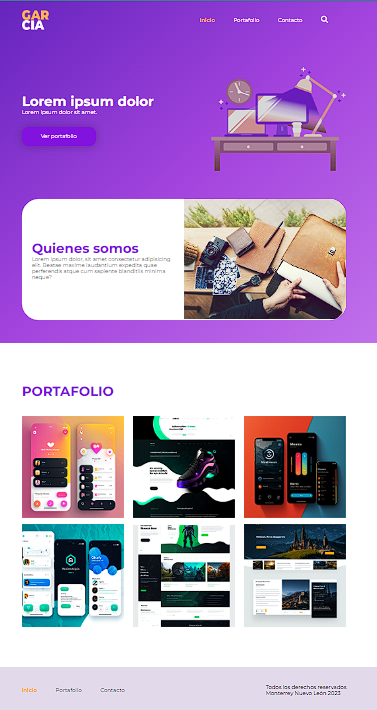 GAR
CIA
Inicio
Portafolio
Contacto
Lorem ipsum dolor
Lorem ipsum dolor sit amet.
Ver portafolio
Quienes somos
Lorem ipsum dolor, sit amet consectetur adipisicing
elit. Beatae maxime laudantium expedita quae
perferendis atque cum sapiente blanditiis minima
neque?
PORTAFOLIO
Inicio
Portafolio
Contacto
Todos los derechos reservados
Monterrey Nuevo León 2023